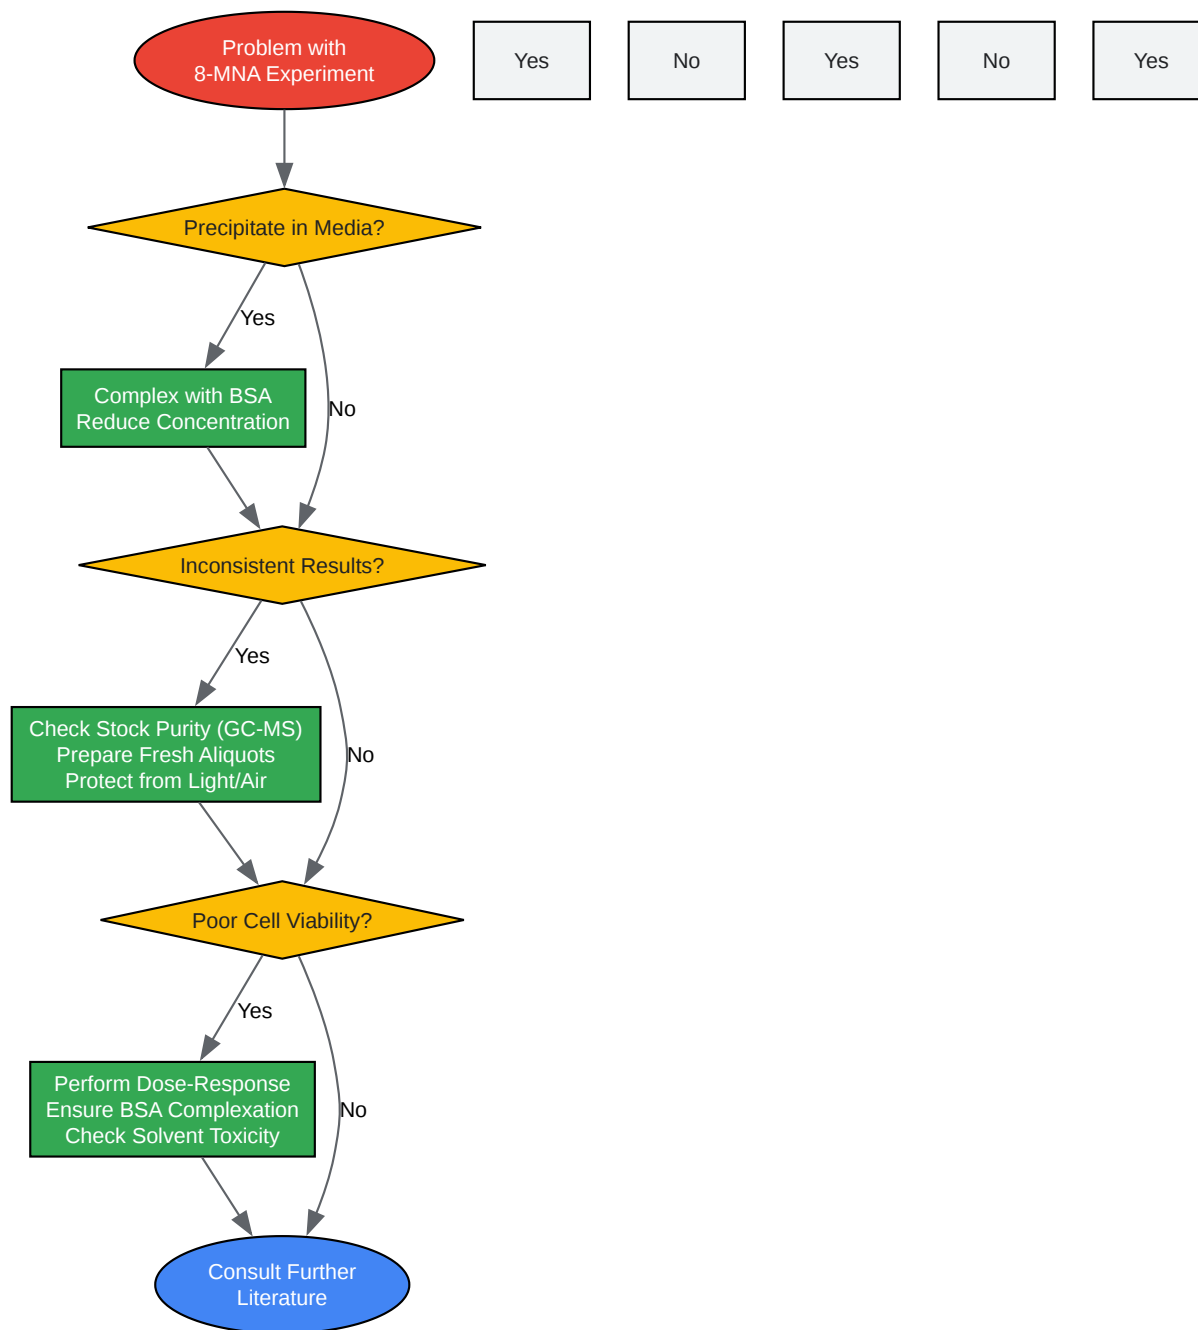 Problem with
8-MNA Experiment
Yes
No
Yes
No
Yes
Precipitate in Media?
Yes
Complex with BSA
Reduce Concentration
No
Inconsistent Results?
Yes
Check Stock Purity (GC-MS)
Prepare Fresh Aliquots
Protect from Light/Air
No
Poor Cell Viability?
Yes
Perform Dose-Response
Ensure BSA Complexation
Check Solvent Toxicity
No
Consult Further
Literature